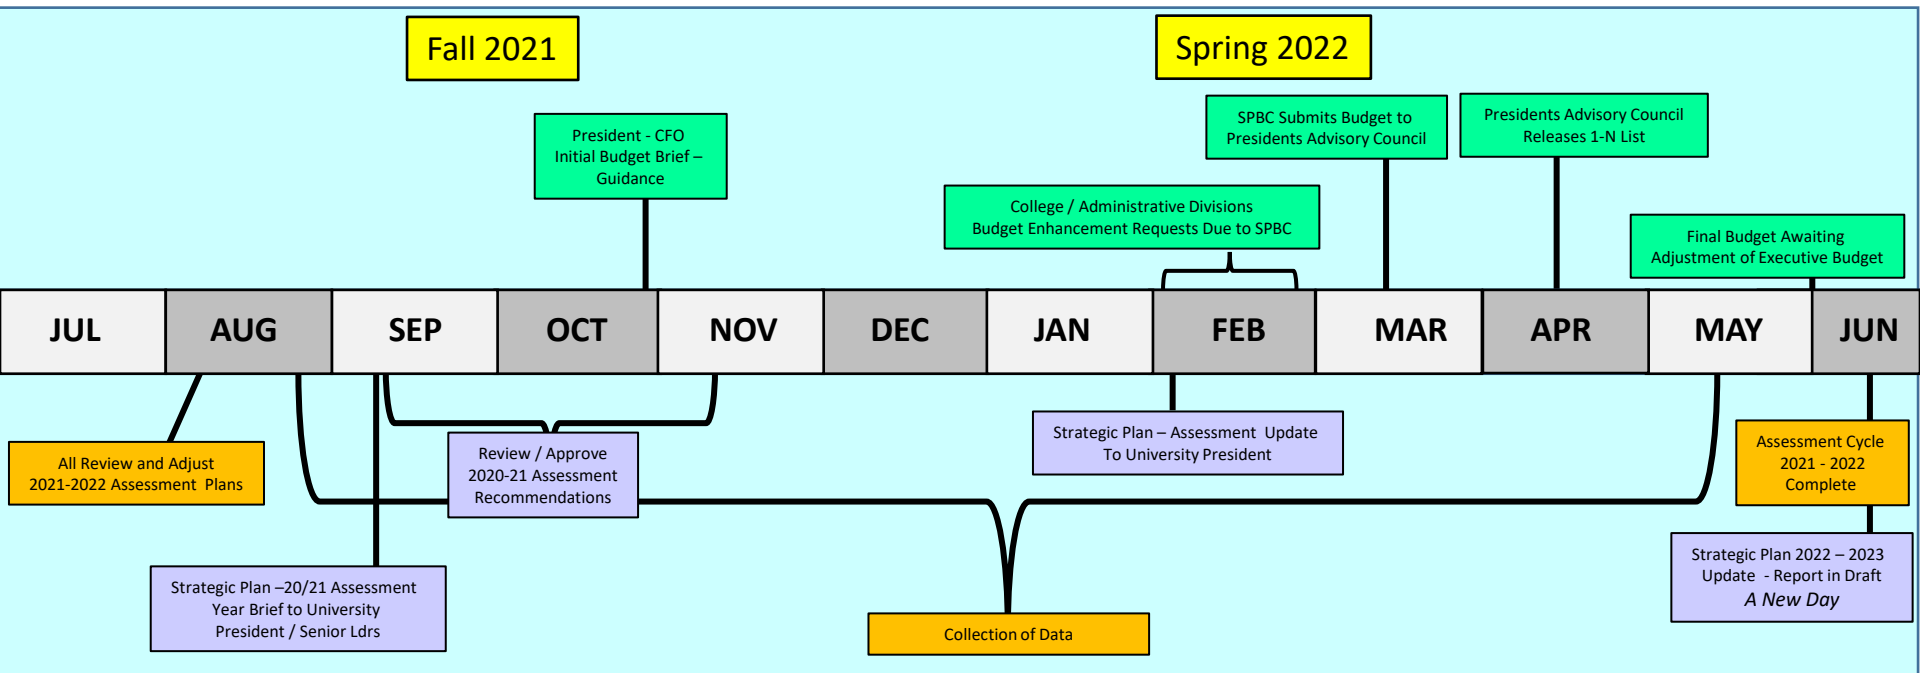 Fall 2021
Spring 2022
President - CFO
Initial Budget Brief –
Guidance
College / Administrative Divisions
Budget Enhancement Requests Due to SPBC
SPBC Submits Budget to
Presidents Advisory Council
Presidents Advisory Council
Releases 1-N List
Final Budget Awaiting
Adjustment of Executive Budget
JUL
AUG
SEP
OCT
NOV
DEC
JAN
FEB
MAR
APR
MAY
JUN
All Review and Adjust
2021-2022 Assessment Plans
Strategic Plan –20/21 Assessment
Year Brief to University
President / Senior Ldrs
Review / Approve
2020-21 Assessment
Recommendations
Collection of Data
Strategic Plan – Assessment Update
To University President
Assessment Cycle
2021 - 2022
Complete
Strategic Plan 2022 – 2023
Update - Report in Draft
A New Day